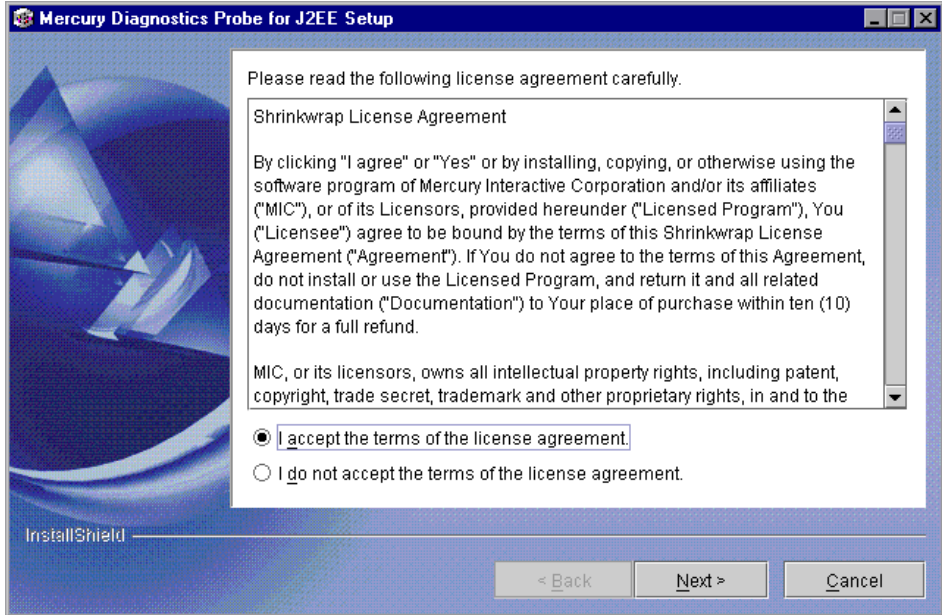 Mercury Diagnostics Probe for J2EE Setup
Please read the following license agreement carefully.
Shrinkwrap License Agreement
By clicking "I agree" or "Yes" or by installing, copying, or otherwise using the
software program of Mercury Interactive Corporation and/or its affiliates
("MIC"), or of its Licensors, provided hereunder ("Licensed Program"), You
("Licensee") agree to be bound by the terms of this Shrinkwrap License
Agreement ("Agreement"). If You do not agree to the terms of this Agreement,
do not install or use the Licensed Program, and return it and all related
documentation ("Documentation") to Your place of purchase within ten (10)
days for a full refund.
MIC, or its licensors, owns all intellectual property rights, including patent,
copyright, trade secret, trademark and other proprietary rights, in and to the
I accept the terms of the license agreement.
I do not accept the terms of the license agreement.
InstallShield
< Back Next > Cancel